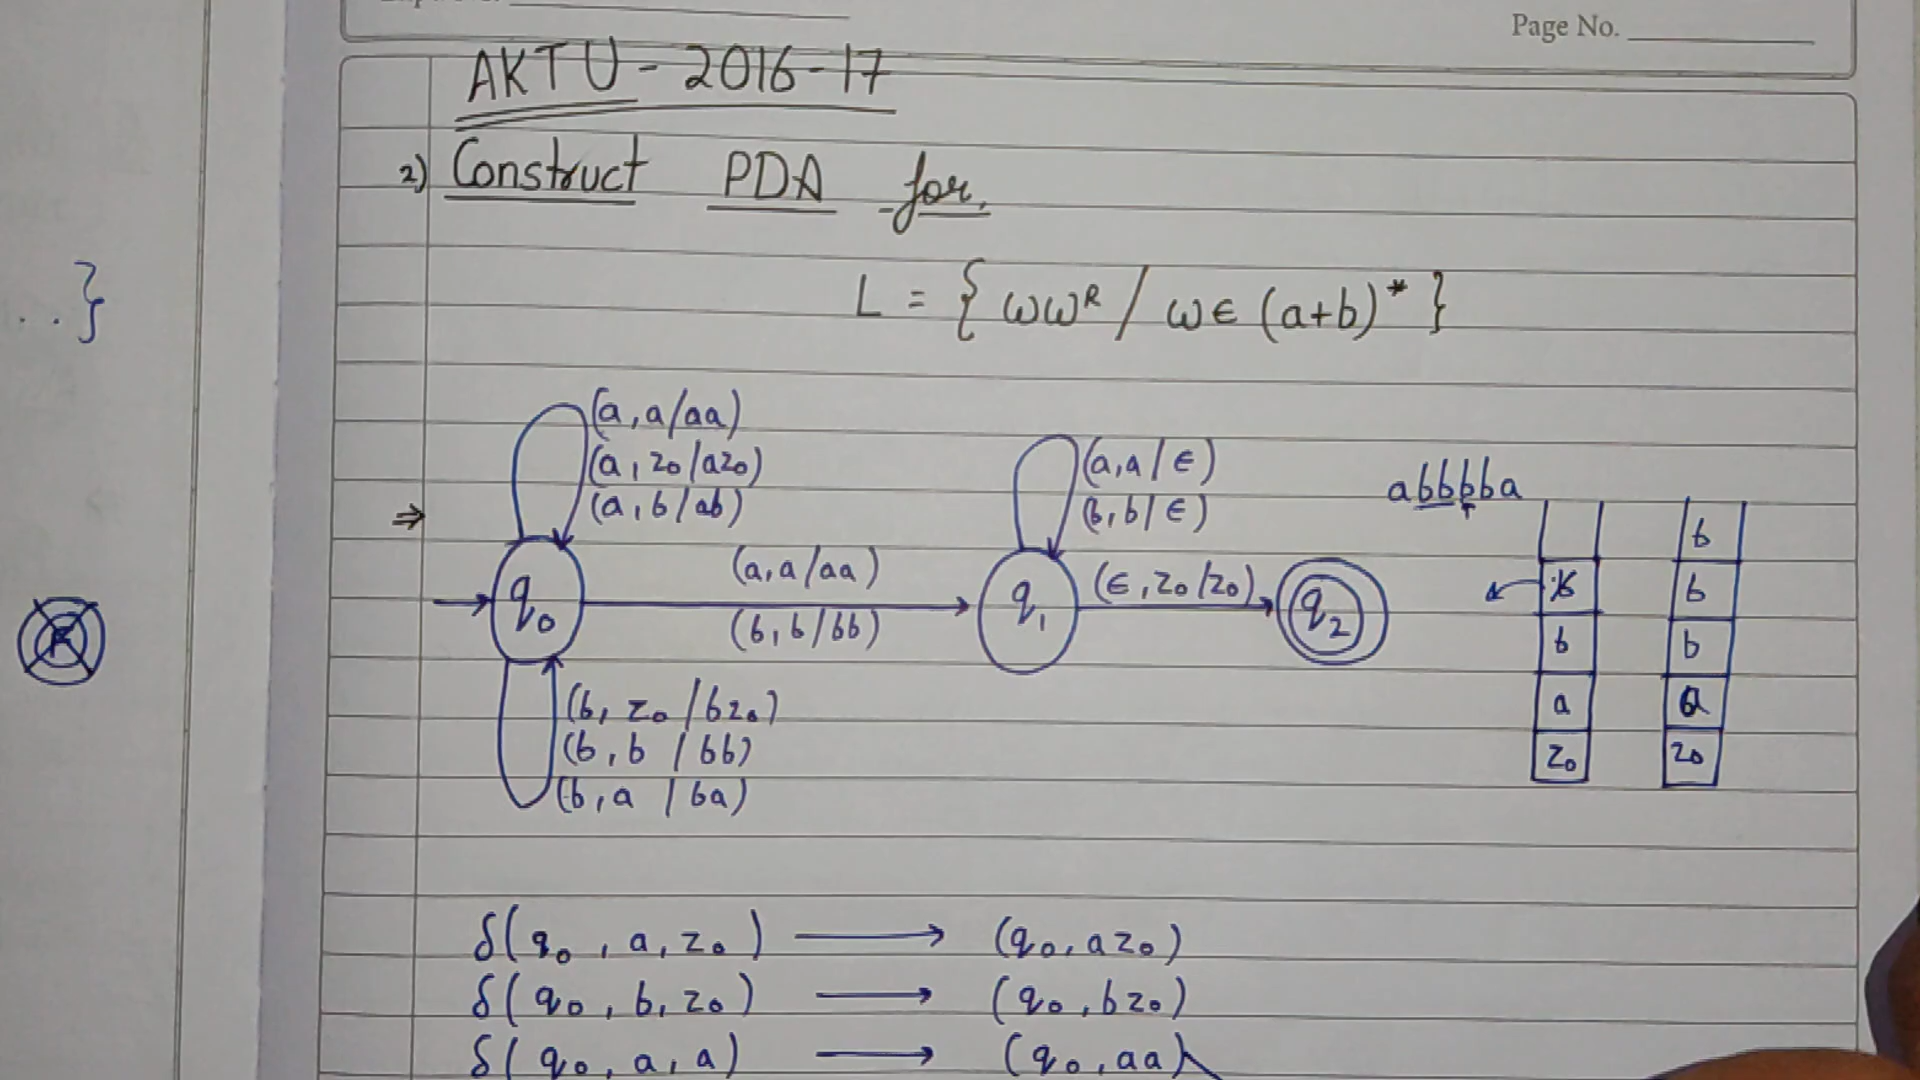 Page No.
AKTU - 2016-17
2) Construct PDA for.
L = { ωω^R / ω ∈ (a+b)* }
. . }
(a, a/aa)
(a, z0/az0)
(a, b/ab)
(a,a/ε)
(b,b/ε)
abbbba
⇒
(a,a/aa)
(b,b/bb)
(ε, z0/z0)
q0
q1
q2
b
b
b
b
a
z0
b
a
z0
(b, z0/bz0)
(b, b/bb)
(b, a/ba)
δ(q0, a, z0) ⟶ (q0, az0)
δ(q0, b, z0) ⟶ (q0, bz0)
δ(q0, a, a) ⟶ (q0, aa)